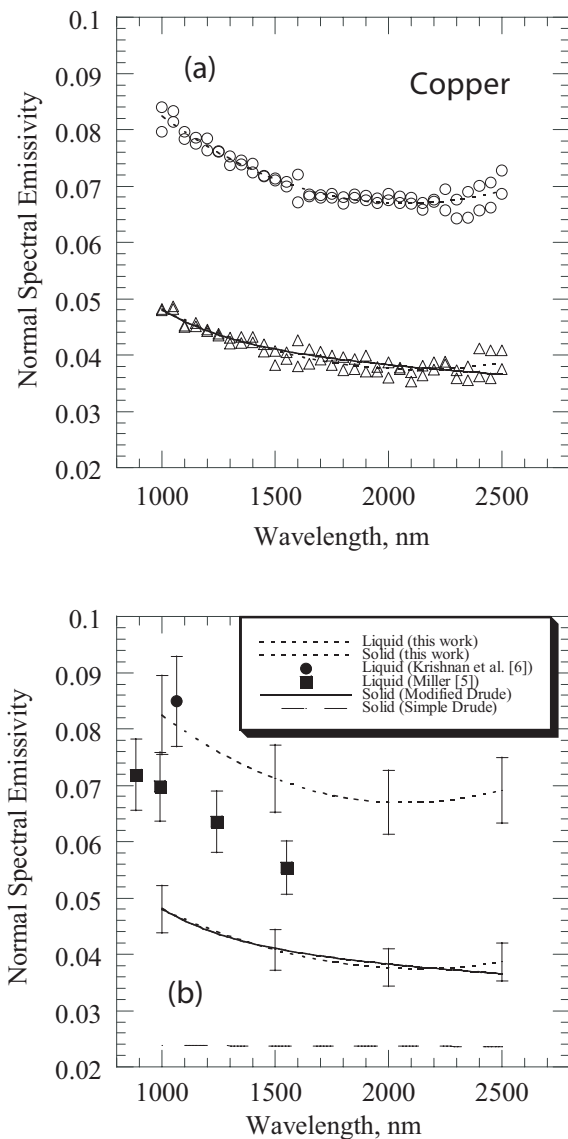 0.1
(a)
Copper
0.09
0.08
0.07
0.06
0.05
0.04
0.03
0.02
Normal Spectral Emissivity
1000 1500 2000 2500
Wavelength, nm
0.1
Liquid (this work)
Solid (this work)
Liquid (Krishnan et al. [6])
Liquid (Miller [5])
Solid (Modified Drude)
Solid (Simple Drude)
0.09
0.08
0.07
0.06
0.05
0.04
0.03
0.02
Normal Spectral Emissivity
(b)
1000 1500 2000 2500
Wavelength, nm